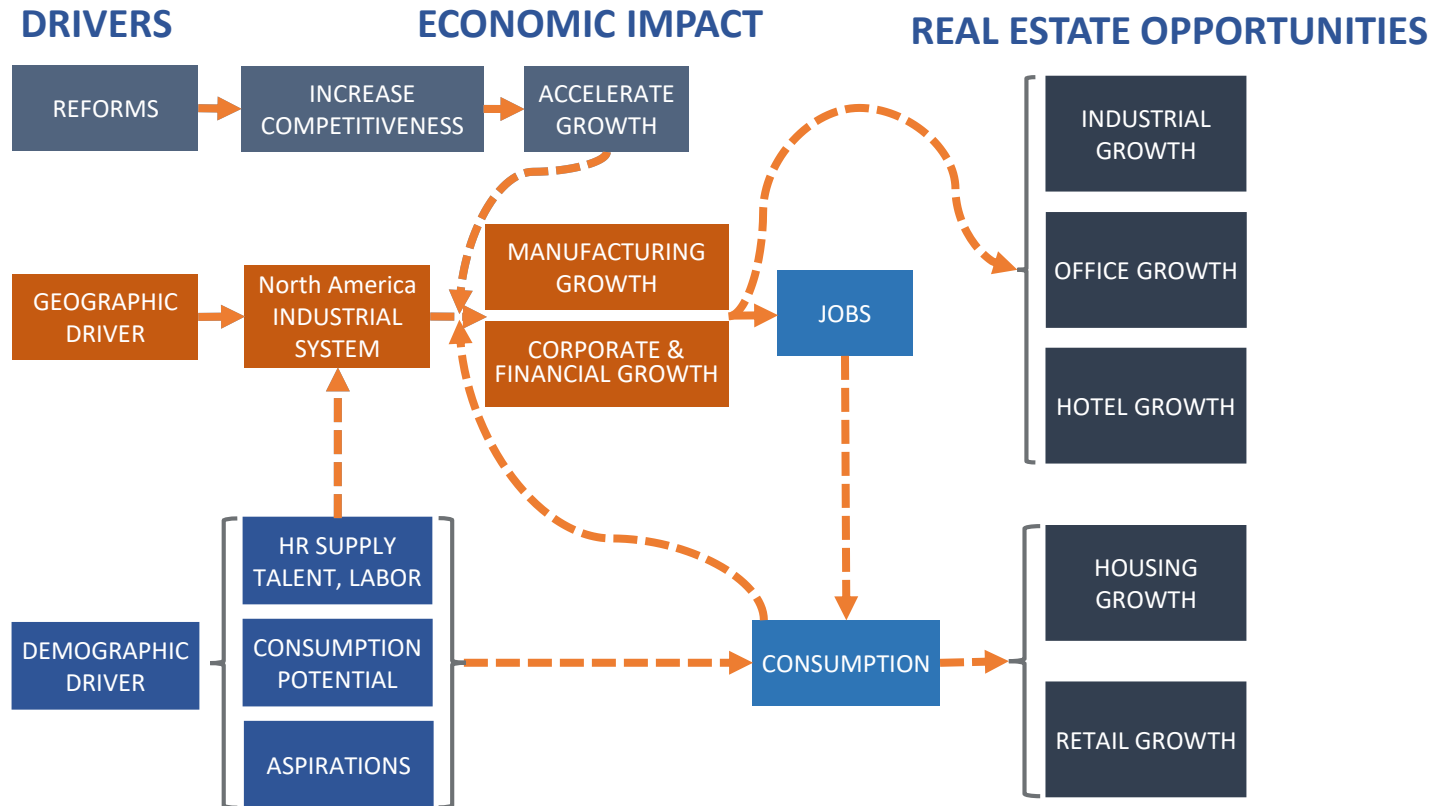 DRIVERS
ECONOMIC IMPACT
REAL ESTATE OPPORTUNITIES
REFORMS
INCREASE
COMPETITIVENESS
ACCELERATE
GROWTH
INDUSTRIAL
GROWTH
GEOGRAPHIC
DRIVER
North America
INDUSTRIAL
SYSTEM
MANUFACTURING
GROWTH
CORPORATE &
FINANCIAL GROWTH
JOBS
OFFICE GROWTH
HOTEL GROWTH
DEMOGRAPHIC
DRIVER
HR SUPPLY
TALENT, LABOR
CONSUMPTION
POTENTIAL
ASPIRATIONS
CONSUMPTION
HOUSING
GROWTH
RETAIL GROWTH